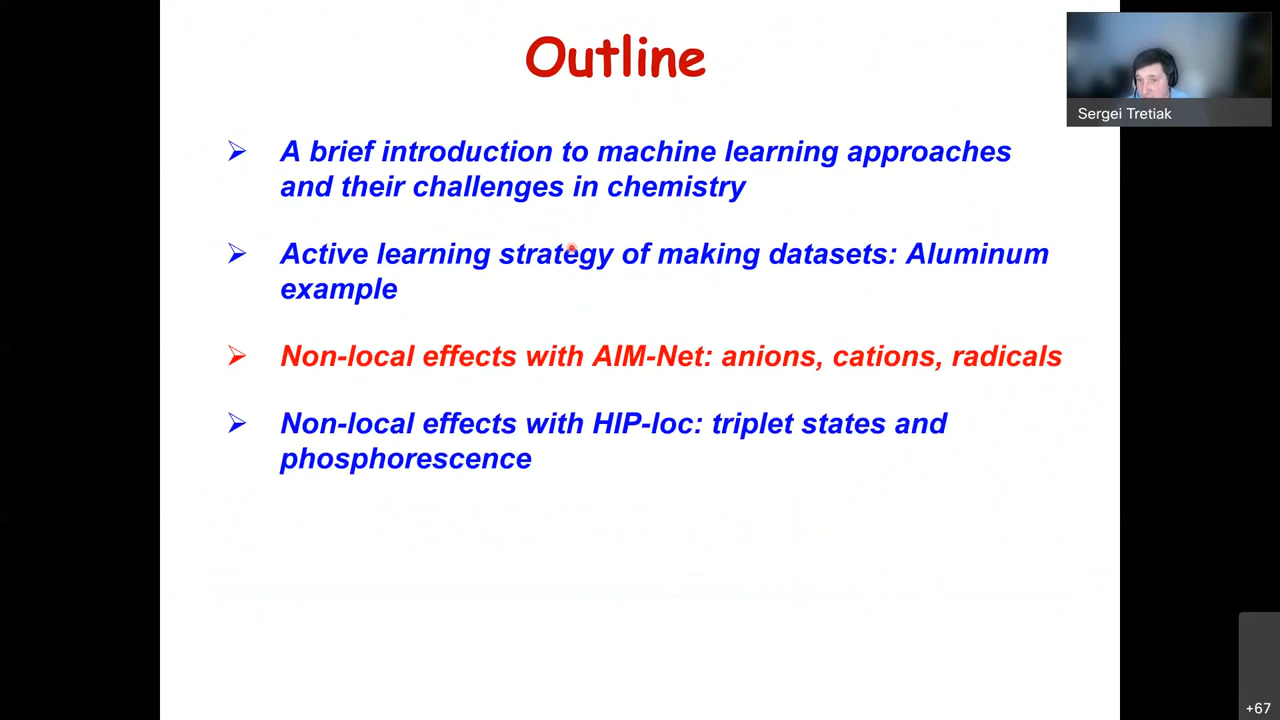 Outline
Sergei Tretiak
➢ A brief introduction to machine learning approaches
and their challenges in chemistry
➢ Active learning strategy of making datasets: Aluminum
example
➢ Non-local effects with AIM-Net: anions, cations, radicals
➢ Non-local effects with HIP-loc: triplet states and
phosphorescence
+67